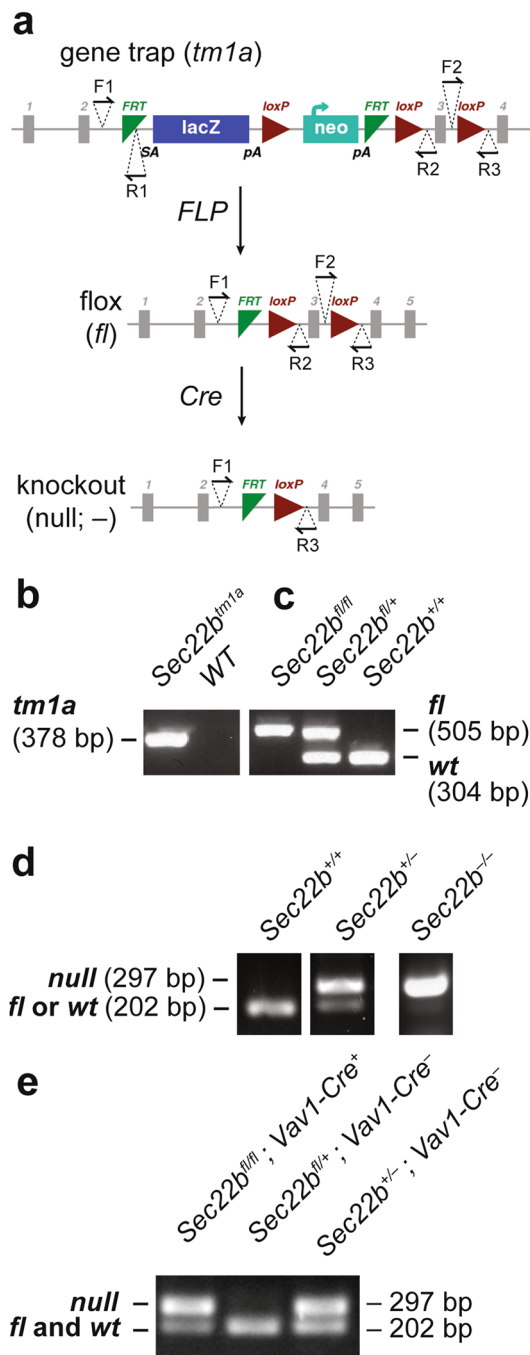 a
gene trap (tm1a)
F1 F2
1 2 FRT loxP FRT loxP 3 loxP 4
lacZ neo
SA pA pA
R1 R2 R3
FLP
flox
(fl)
F1 F2
1 2 FRT loxP 3 loxP 4 5
R2 R3
Cre
knockout
(null; –)
F1
1 2 FRT loxP 4 5
R3
b
Sec22b^tm1a
WT
tm1a
(378 bp) –
c
Sec22b^fl/fl
Sec22b^fl/+
Sec22b^+/+
– fl
(505 bp)
– wt
(304 bp)
d
Sec22b^+/+
Sec22b^+/–
Sec22b^–/–
null (297 bp) –
fl or wt (202 bp) –
e
Sec22b^fl/fl; Vav1-Cre^+
Sec22b^fl/+; Vav1-Cre^–
Sec22b^+/–; Vav1-Cre^–
null – – 297 bp
fl and wt – – 202 bp